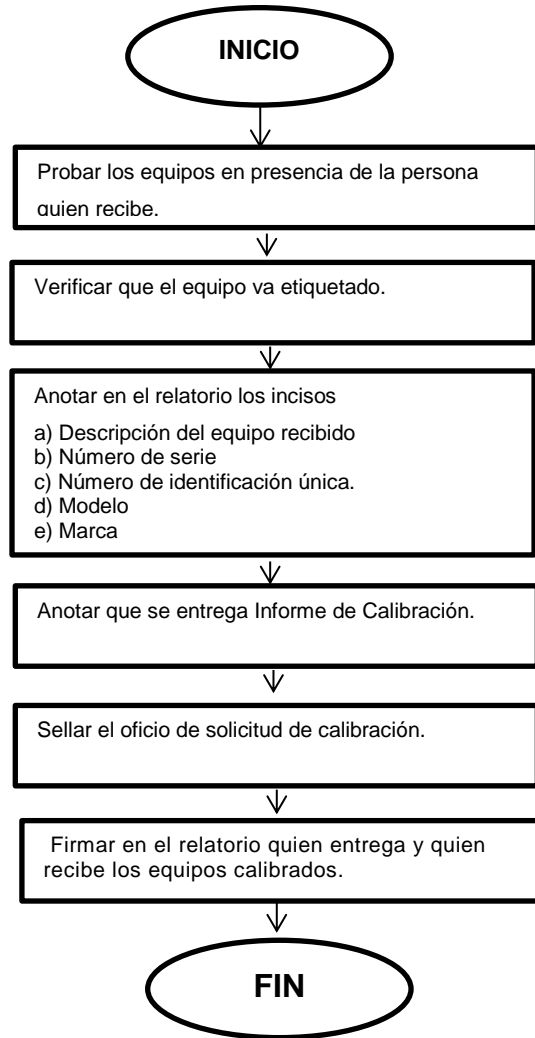 INICIO
Probar los equipos en presencia de la persona
quien recibe.
Verificar que el equipo va etiquetado.
Anotar en el relatorio los incisos
a) Descripción del equipo recibido
b) Número de serie
c) Número de identificación única.
d) Modelo
e) Marca
Anotar que se entrega Informe de Calibración.
Sellar el oficio de solicitud de calibración.
Firmar en el relatorio quien entrega y quien
recibe los equipos calibrados.
FIN